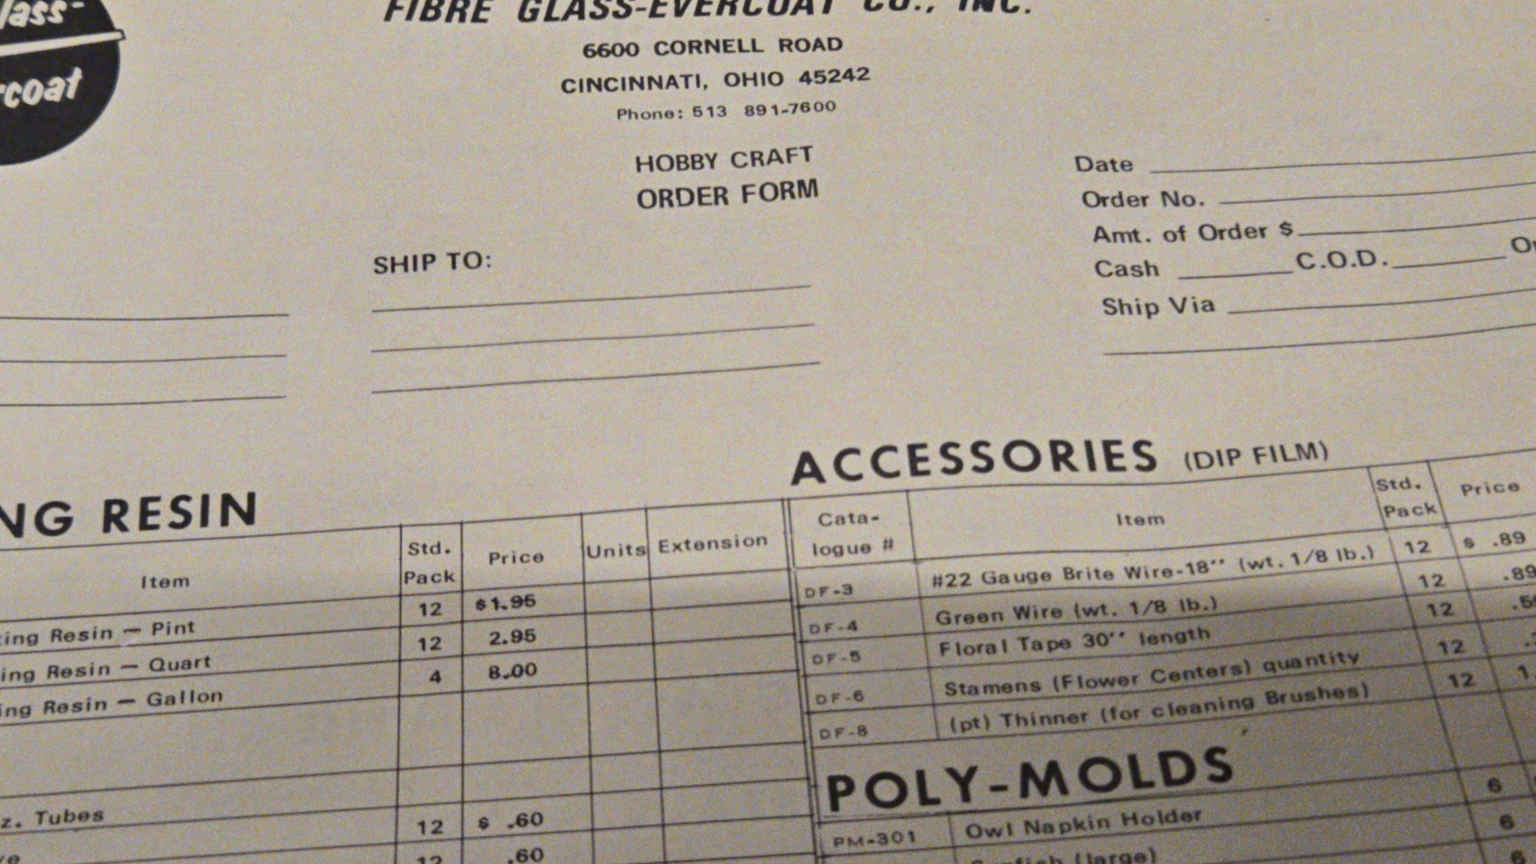 FIBRE GLASS-EVERCOAT CO., INC.
6600 CORNELL ROAD
CINCINNATI, OHIO 45242
Phone: 513 891-7600
HOBBY CRAFT
ORDER FORM
Date
Order No.
Amt. of Order $
Cash C.O.D.
Ship Via
SHIP TO:
RESIN
Item Std. Pack Price Units Extension
Resin — Pint 12 $1.95
Resin — Quart 12 2.95
Resin — Gallon 4 8.00
Tubes 12 $ .60
12 .60
ACCESSORIES (DIP FILM)
Cata-
logue # Item Std. Pack Price
DF-3 #22 Gauge Brite Wire-18'' (wt. 1/8 lb.) 12 $ .89
DF-4 Green Wire (wt. 1/8 lb.) 12 .89
DF-5 Floral Tape 30'' length 12
DF-6 Stamens (Flower Centers) quantity 12
DF-8 (pt) Thinner (for cleaning Brushes) 12
POLY-MOLDS
PM-301 Owl Napkin Holder 6
(large) 6
6